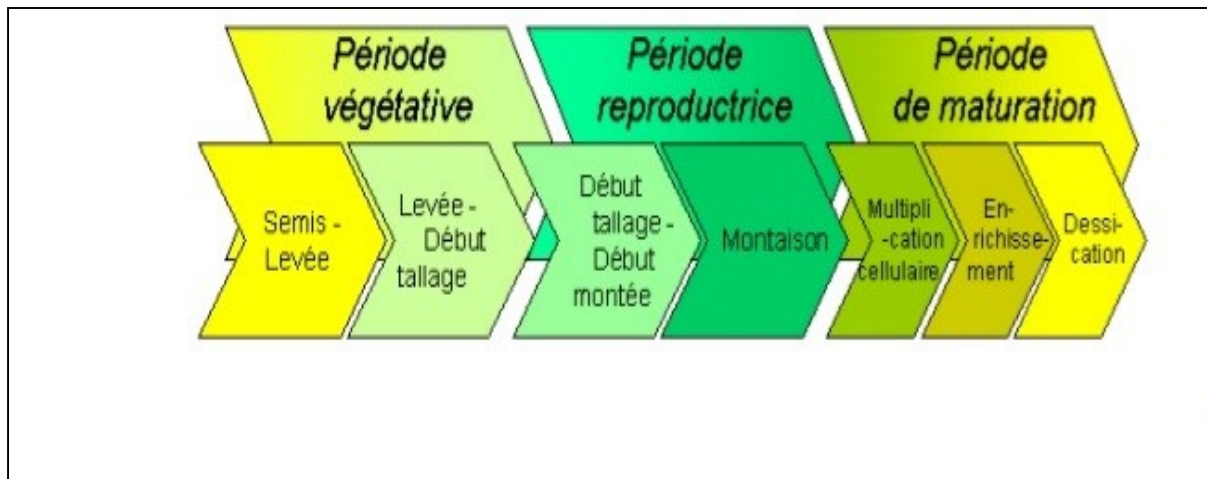 Période
végétative
Période
reproductrice
Période
de maturation
Semis -
Levée
Levée -
Début
tallage
Début
tallage -
Début
montée
Montaison
Multipli
-cation
cellulaire
En-
richisse-
ment
Dessi-
cation